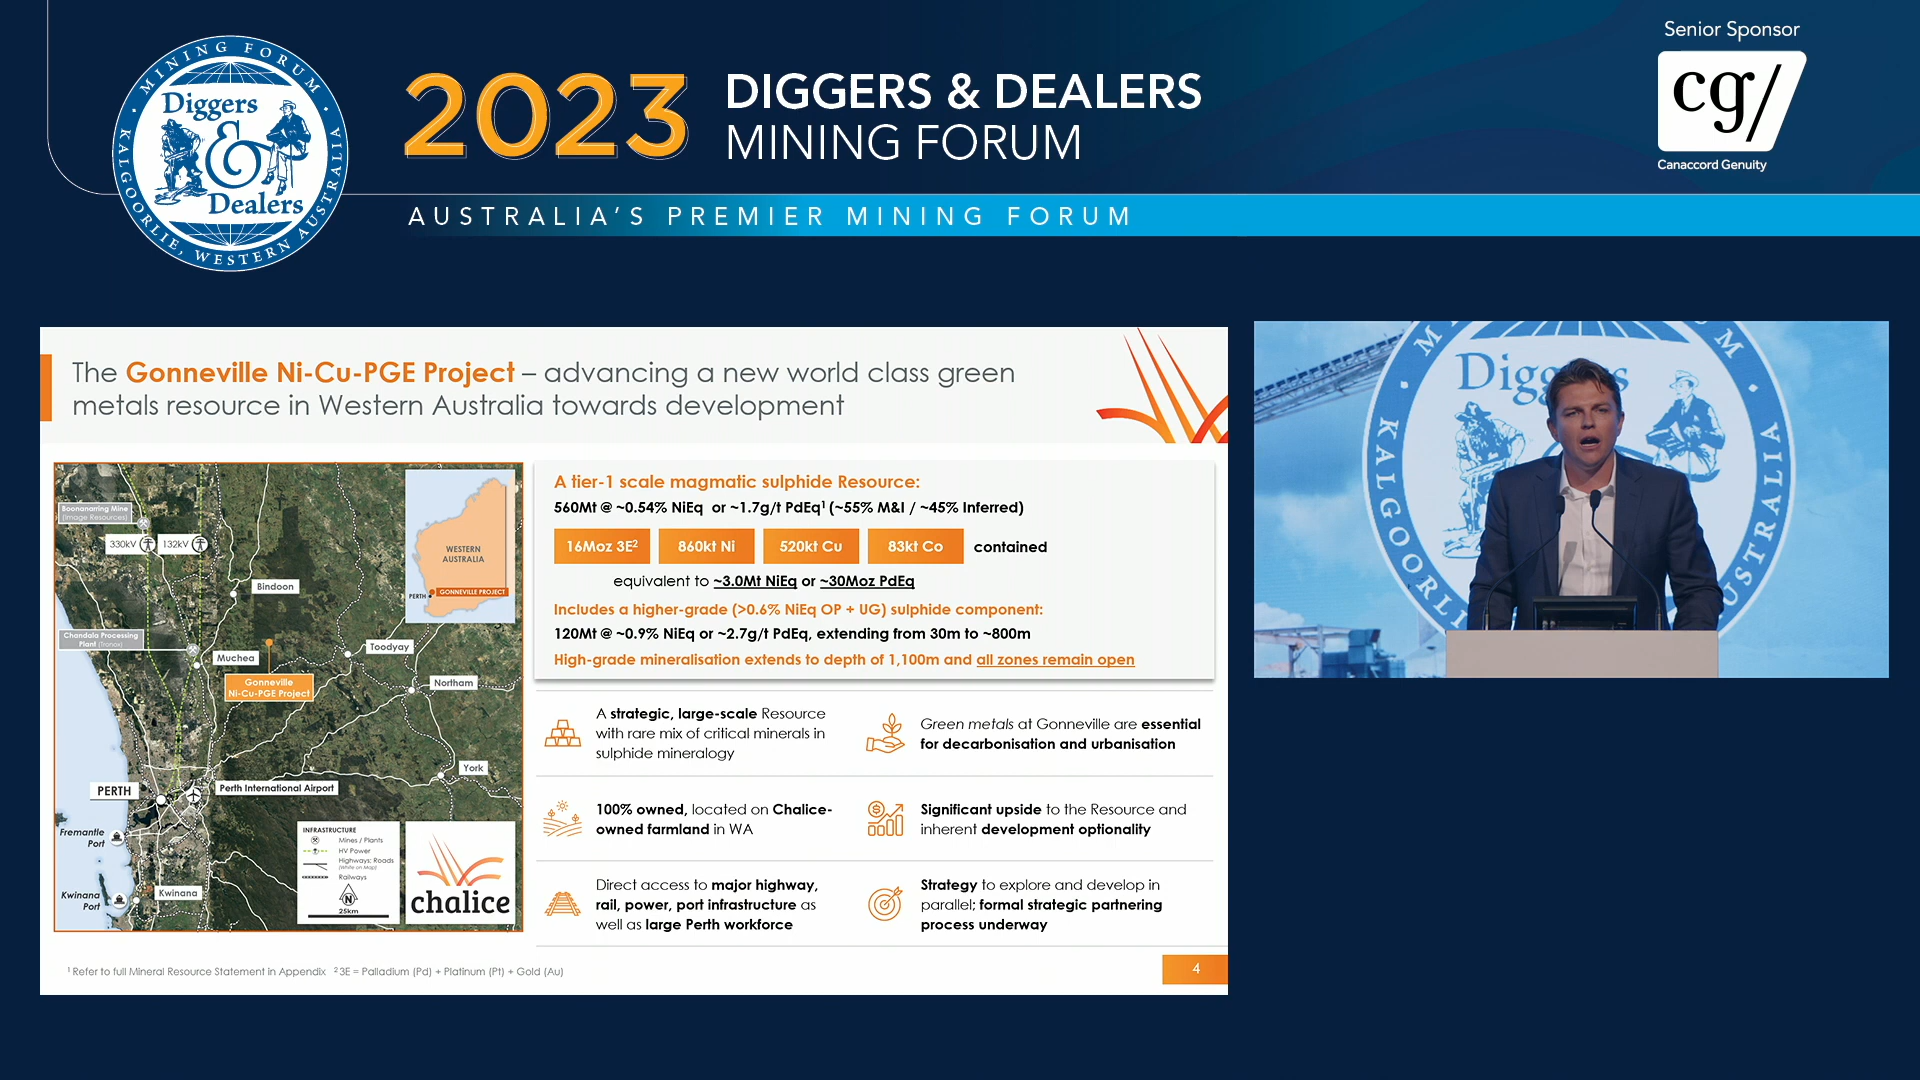 MINING FORUM
Diggers
&
Dealers
KALGOORLIE, WESTERN AUSTRALIA
2023
DIGGERS & DEALERS
MINING FORUM
AUSTRALIA'S PREMIER MINING FORUM
Senior Sponsor
cg/
Canaccord Genuity
The Gonneville Ni-Cu-PGE Project – advancing a new world class green
metals resource in Western Australia towards development
Boonanarring Mine
(Image Resources)
330kV
132kV
Bindoon
Chandala Processing
Plant (Tronox)
Muchea
Toodyay
Gonneville
Ni-Cu-PGE Project
Northam
York
PERTH
Perth International Airport
Fremantle
Port
Kwinana
Port
Kwinana
WESTERN
AUSTRALIA
PERTH
GONNEVILLE PROJECT
INFRASTRUCTURE
Mines / Plants
HV Power
Highways; Roads
(White on Map)
Railways
N
25km
chalice
A tier-1 scale magmatic sulphide Resource:
560Mt @ ~0.54% NiEq or ~1.7g/t PdEq¹ (~55% M&I / ~45% Inferred)
16Moz 3E² 860kt Ni 520kt Cu 83kt Co contained
equivalent to ~3.0Mt NiEq or ~30Moz PdEq
Includes a higher-grade (>0.6% NiEq OP + UG) sulphide component:
120Mt @ ~0.9% NiEq or ~2.7g/t PdEq, extending from 30m to ~800m
High-grade mineralisation extends to depth of 1,100m and all zones remain open
A strategic, large-scale Resource
with rare mix of critical minerals in
sulphide mineralogy
Green metals at Gonneville are essential
for decarbonisation and urbanisation
100% owned, located on Chalice-
owned farmland in WA
Significant upside to the Resource and
inherent development optionality
Direct access to major highway,
rail, power, port infrastructure as
well as large Perth workforce
Strategy to explore and develop in
parallel; formal strategic partnering
process underway
¹ Refer to full Mineral Resource Statement in Appendix ² 3E = Palladium (Pd) + Platinum (Pt) + Gold (Au)
4